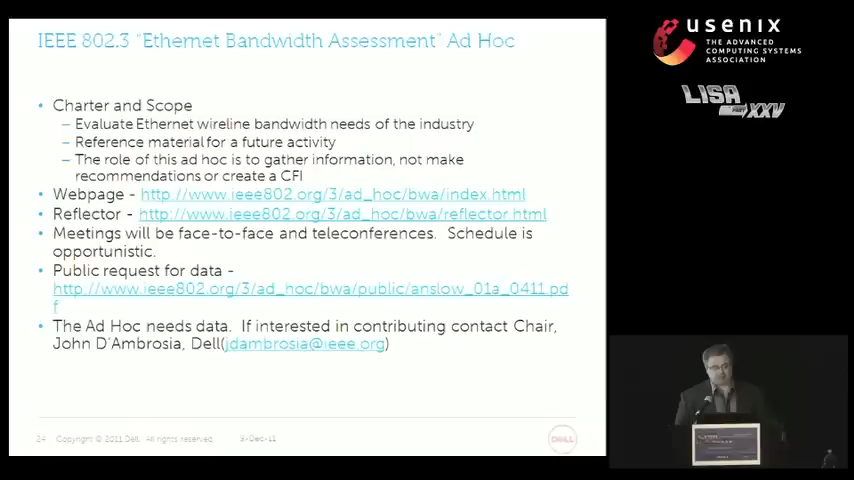 IEEE 802.3 “Ethernet Bandwidth Assessment” Ad Hoc
• Charter and Scope
– Evaluate Ethernet wireline bandwidth needs of the industry
– Reference material for a future activity
– The role of this ad hoc is to gather information, not make
recommendations or create a CFI
• Webpage - http://www.ieee802.org/3/ad_hoc/bwa/index.html
• Reflector - http://www.ieee802.org/3/ad_hoc/bwa/reflector.html
• Meetings will be face-to-face and teleconferences. Schedule is
opportunistic.
• Public request for data -
http://www.ieee802.org/3/ad_hoc/bwa/public/anslow_01a_0411.pd
f
• The Ad Hoc needs data. If interested in contributing contact Chair,
John D’Ambrosia, Dell(jdambrosia@ieee.org)
24 Copyright © 2011 Dell. All rights reserved. 9-Dec-11
DELL
usenix
THE ADVANCED
COMPUTING SYSTEMS
ASSOCIATION
LISA
PART XXV